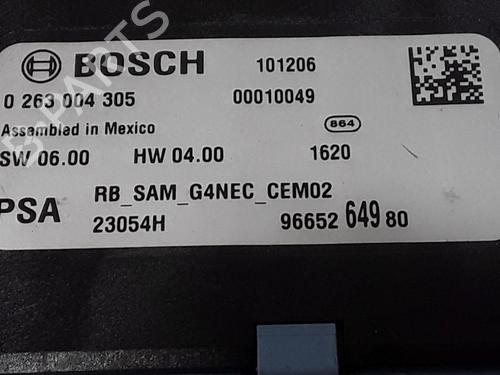 BOSCH 101206
0 263 004 305 00010049
Assemblad in Mexico 864
SW 06.00 HW 04.00 1620
PSA RB_SAM_G4NEC_CEM02
23054H 96652 649 80
B-PARTS